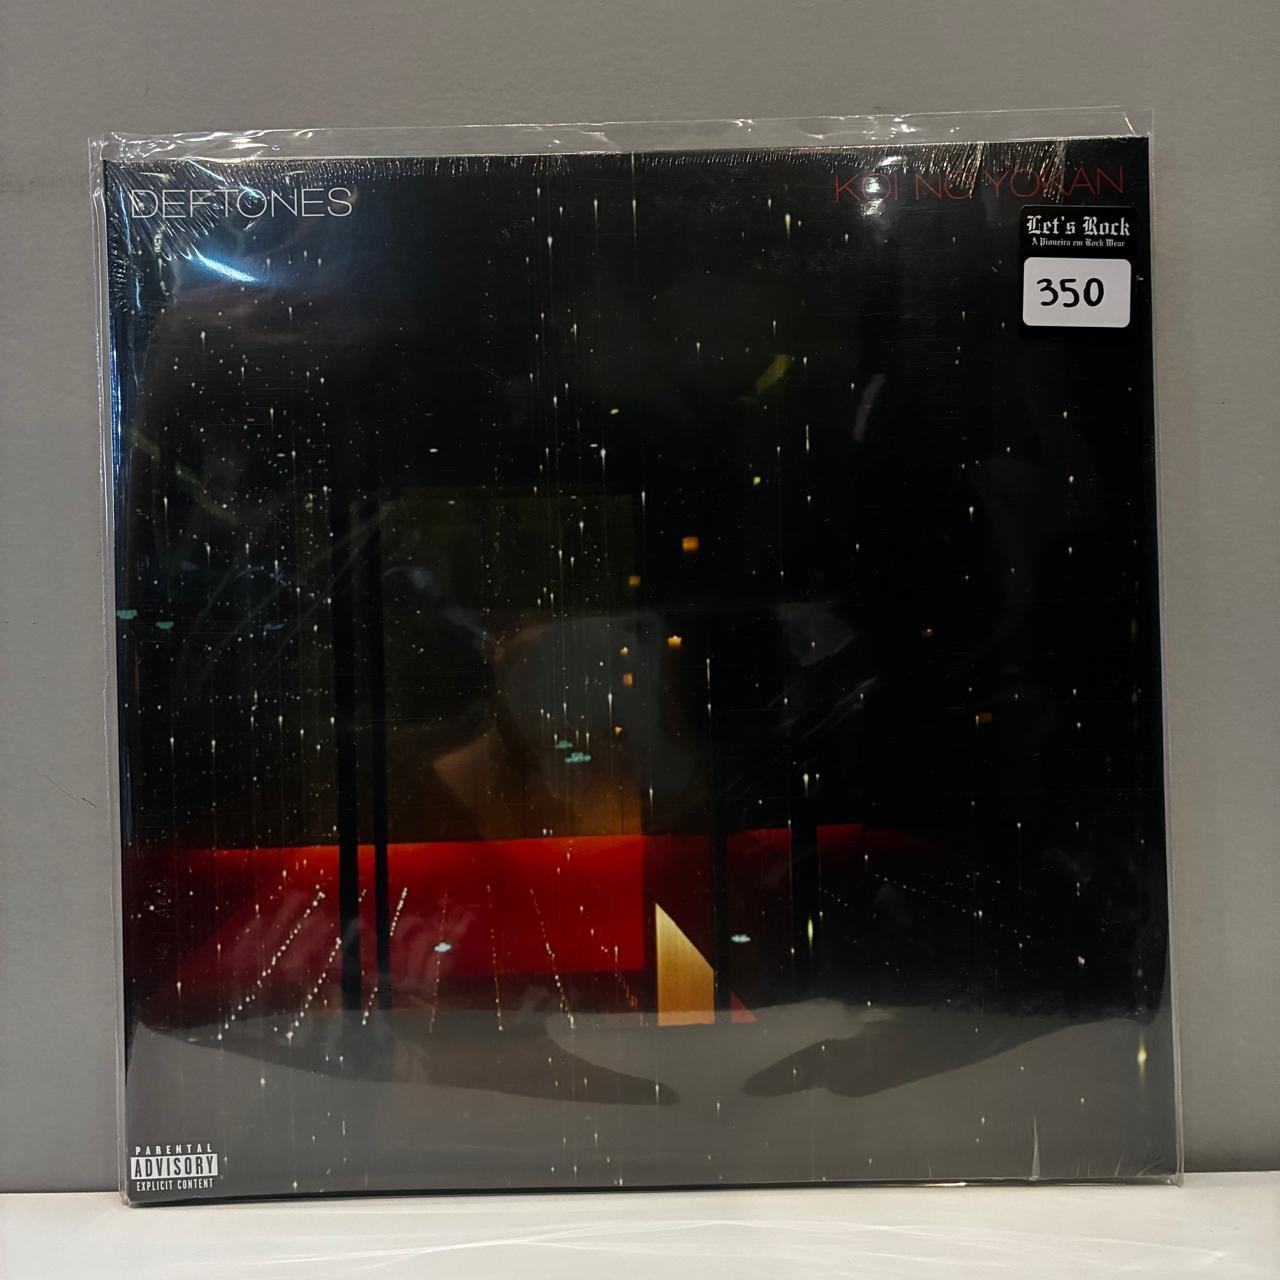 DEFTONES
KOI NO YOKAN
Let's Rock
A Pioneira em Rock Wear
350
PARENTAL
ADVISORY
EXPLICIT CONTENT